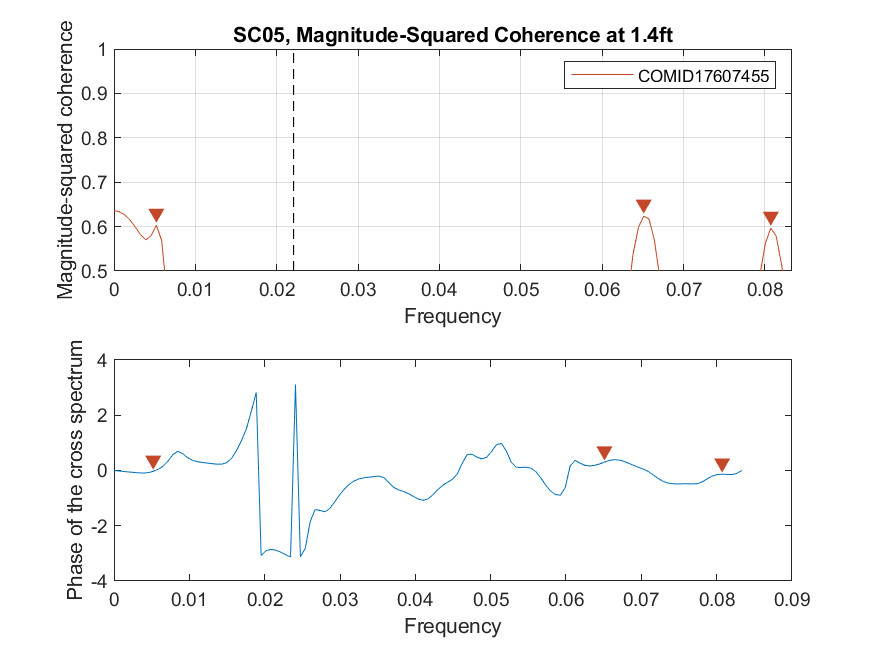 SC05, Magnitude-Squared Coherence at 1.4ft
Magnitude-squared coherence
1
0.9
0.8
0.7
0.6
0.5
COMID17607455
0 0.01 0.02 0.03 0.04 0.05 0.06 0.07 0.08
Frequency
Phase of the cross spectrum
4
2
0
-2
-4
0 0.01 0.02 0.03 0.04 0.05 0.06 0.07 0.08 0.09
Frequency